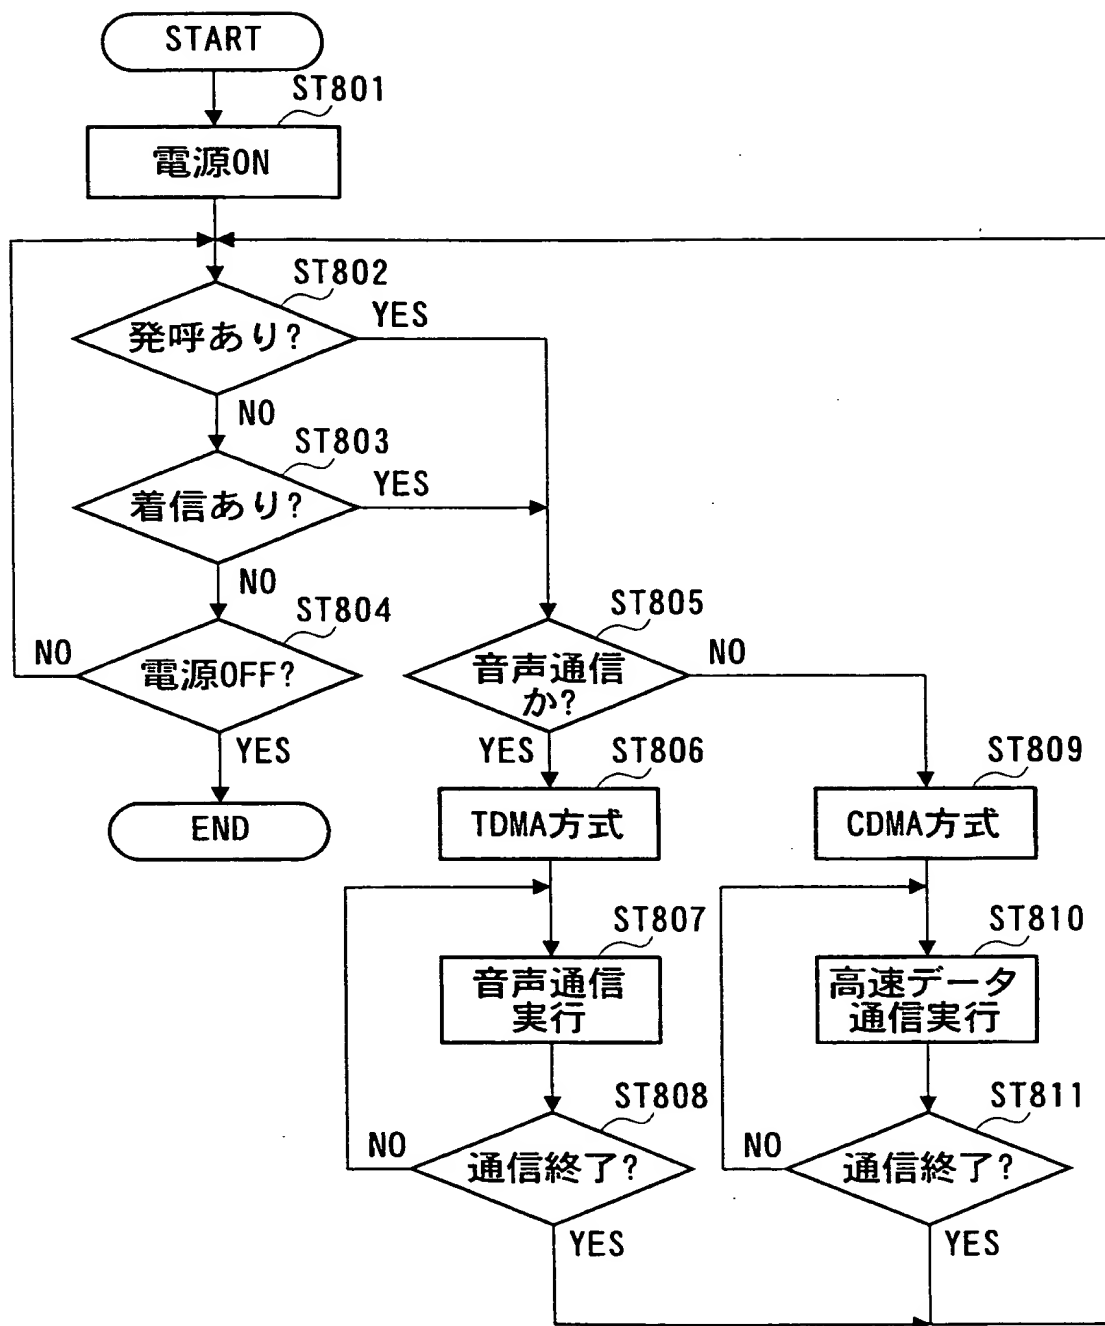 START
ST801
電源ON
ST802
発呼あり?
YES
NO
ST803
着信あり?
YES
NO
ST804
電源OFF?
NO
YES
END
ST805
音声通信
か?
NO
YES
ST806
TDMA方式
ST807
音声通信
実行
ST808
通信終了?
NO
YES
ST809
CDMA方式
ST810
高速データ
通信実行
ST811
通信終了?
NO
YES